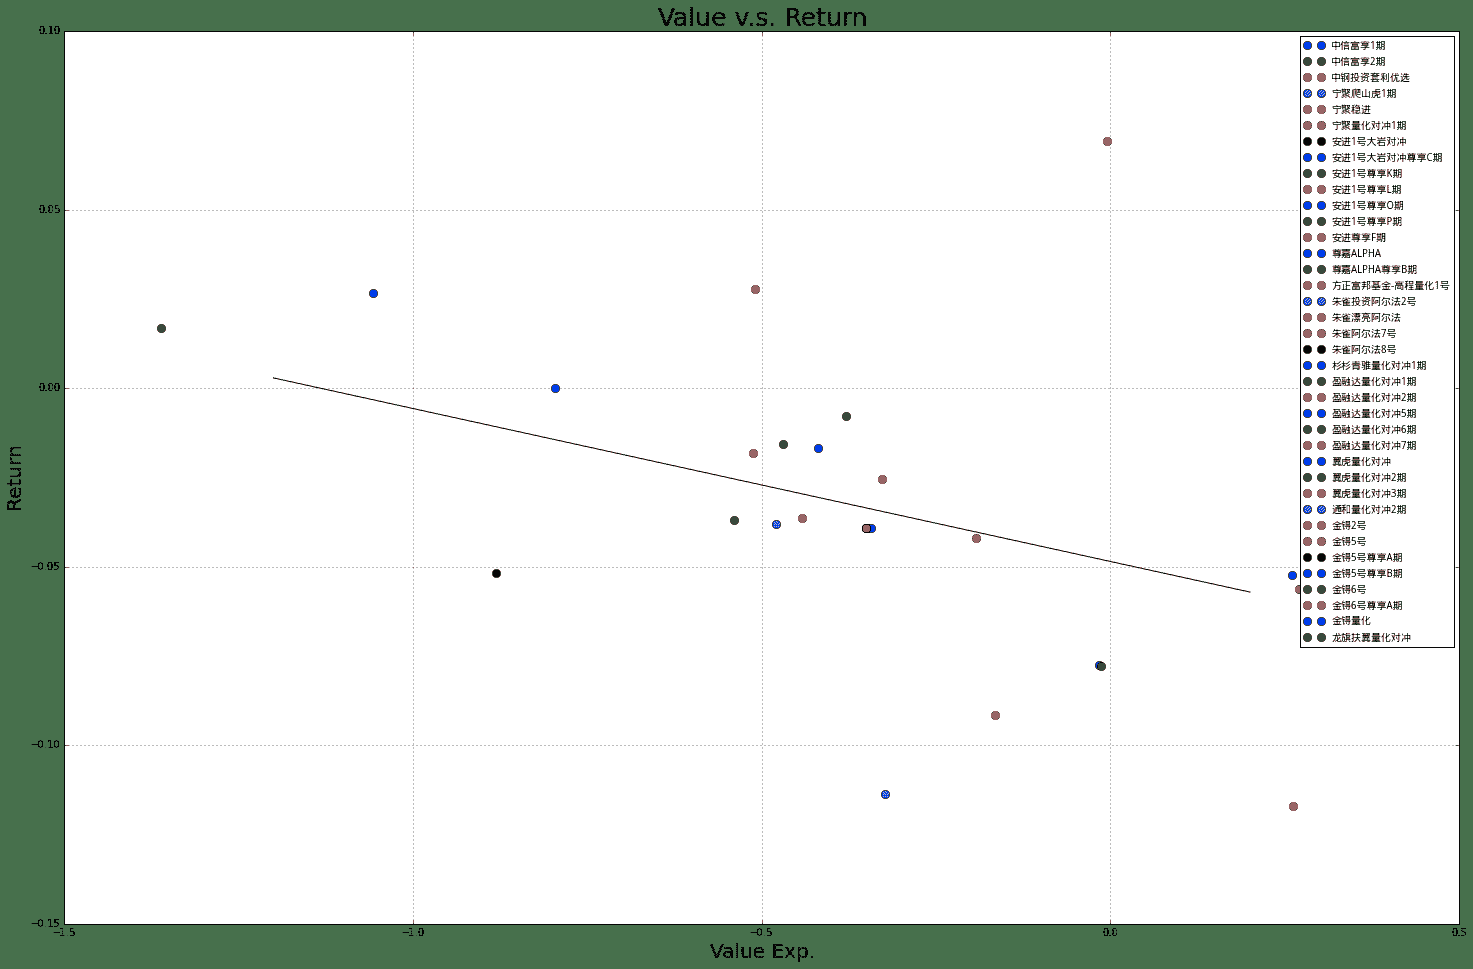 Value v.s. Return
0.10
0.05
0.00
−0.05
−0.10
−0.15
−1.5
−1.0
−0.5
0.0
0.5
Return
Value Exp.
中信富享1期
中信富享2期
中钢投资套利优选
宁聚爬山虎1期
宁聚稳进
宁聚量化对冲1期
安进1号大岩对冲
安进1号大岩对冲尊享C期
安进1号尊享K期
安进1号尊享L期
安进1号尊享O期
安进1号尊享P期
安进尊享F期
尊嘉ALPHA
尊嘉ALPHA尊享B期
方正富邦基金-高程量化1号
朱雀投资阿尔法2号
朱雀漂亮阿尔法
朱雀阿尔法7号
朱雀阿尔法8号
杉杉青骓量化对冲1期
盈融达量化对冲1期
盈融达量化对冲2期
盈融达量化对冲5期
盈融达量化对冲6期
盈融达量化对冲7期
翼虎量化对冲
翼虎量化对冲2期
翼虎量化对冲3期
通和量化对冲2期
金锝2号
金锝5号
金锝5号尊享A期
金锝5号尊享B期
金锝6号
金锝6号尊享A期
金锝量化
龙旗扶翼量化对冲